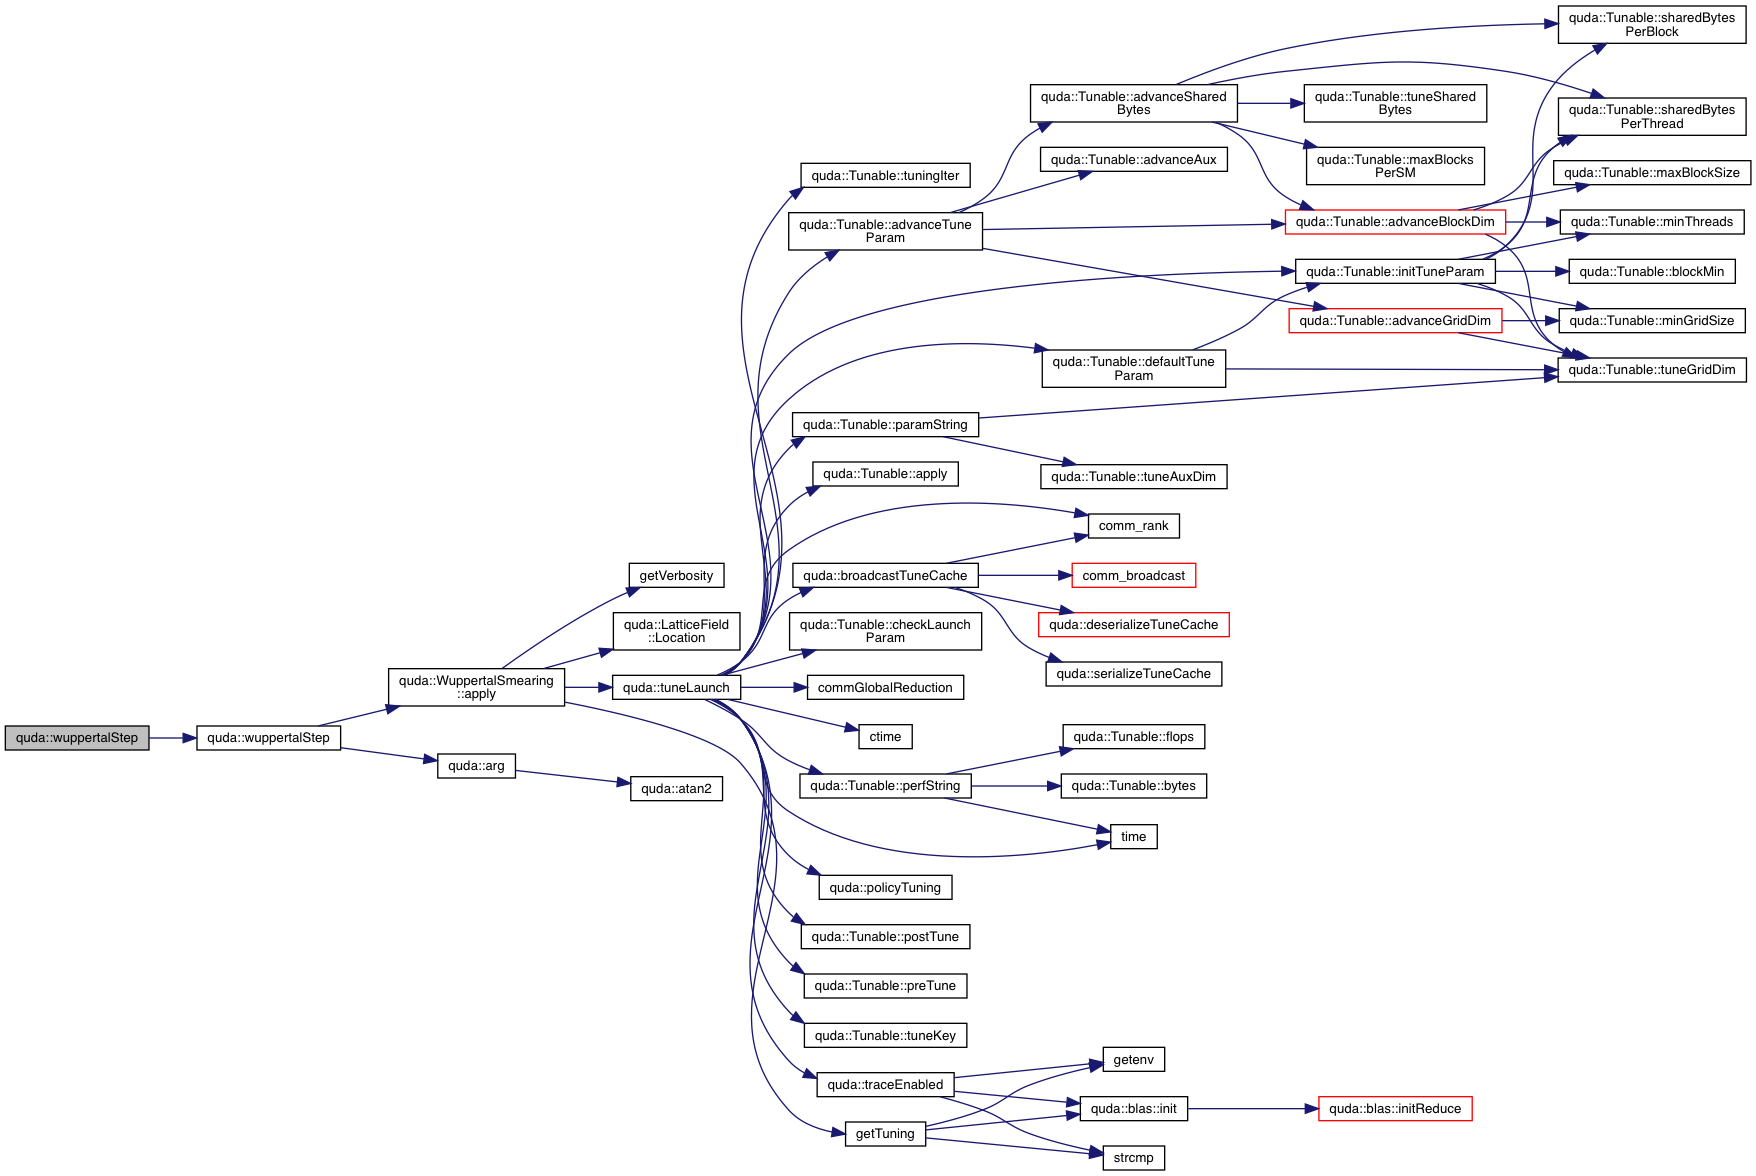 quda::wuppertalStep
quda::wuppertalStep
quda::WuppertalSmearing
::apply
quda::arg
getVerbosity
quda::LatticeField
::Location
quda::tuneLaunch
quda::atan2
quda::Tunable::tuningIter
quda::Tunable::advanceTune
Param
quda::Tunable::paramString
quda::Tunable::apply
quda::broadcastTuneCache
quda::Tunable::checkLaunch
Param
commGlobalReduction
ctime
quda::Tunable::perfString
quda::policyTuning
quda::Tunable::postTune
quda::Tunable::preTune
quda::Tunable::tuneKey
quda::traceEnabled
getTuning
quda::Tunable::advanceShared
Bytes
quda::Tunable::advanceAux
quda::Tunable::defaultTune
Param
quda::Tunable::tuneAuxDim
comm_rank
comm_broadcast
quda::deserializeTuneCache
quda::serializeTuneCache
quda::Tunable::flops
quda::Tunable::bytes
time
getenv
quda::blas::init
strcmp
quda::Tunable::tuneShared
Bytes
quda::Tunable::maxBlocks
PerSM
quda::Tunable::advanceBlockDim
quda::Tunable::initTuneParam
quda::Tunable::advanceGridDim
quda::blas::initReduce
quda::Tunable::sharedBytes
PerBlock
quda::Tunable::sharedBytes
PerThread
quda::Tunable::maxBlockSize
quda::Tunable::minThreads
quda::Tunable::blockMin
quda::Tunable::minGridSize
quda::Tunable::tuneGridDim